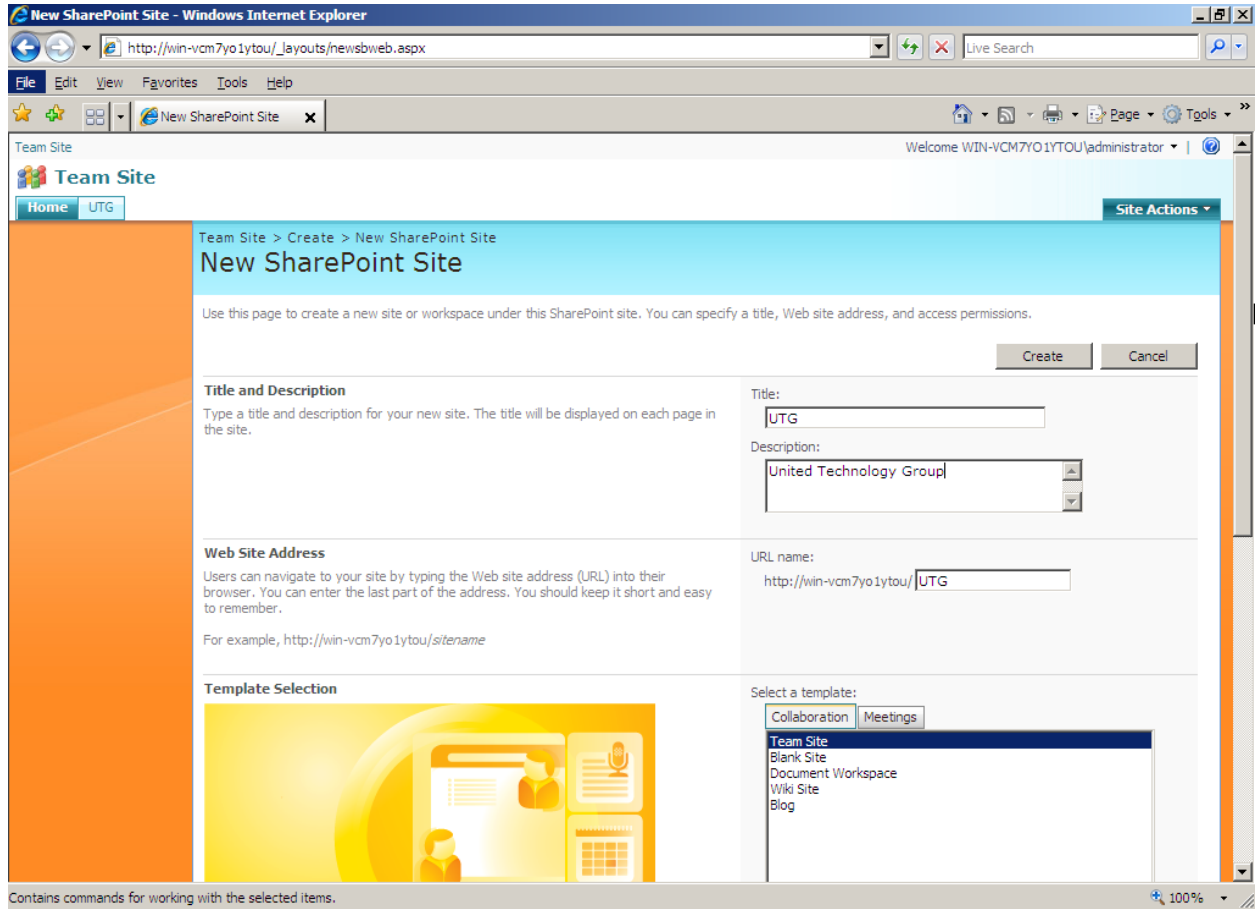 New SharePoint Site - Windows Internet Explorer
http://win-vcm7yo1ytou/_layouts/newsbweb.aspx
Live Search
File Edit View Favorites Tools Help
New SharePoint Site
Page Tools »
Team Site
Welcome WIN-VCM7YO1YTOU\administrator |
Team Site
Home UTG
Site Actions
Team Site > Create > New SharePoint Site
New SharePoint Site
Use this page to create a new site or workspace under this SharePoint site. You can specify a title, Web site address, and access permissions.
Create Cancel
Title and Description
Type a title and description for your new site. The title will be displayed on each page in
the site.
Title:
UTG
Description:
United Technology Group
Web Site Address
Users can navigate to your site by typing the Web site address (URL) into their
browser. You can enter the last part of the address. You should keep it short and easy
to remember.
For example, http://win-vcm7yo1ytou/sitename
URL name:
http://win-vcm7yo1ytou/ UTG
Template Selection
Select a template:
Collaboration Meetings
Team Site
Blank Site
Document Workspace
Wiki Site
Blog
Contains commands for working with the selected items.
100%